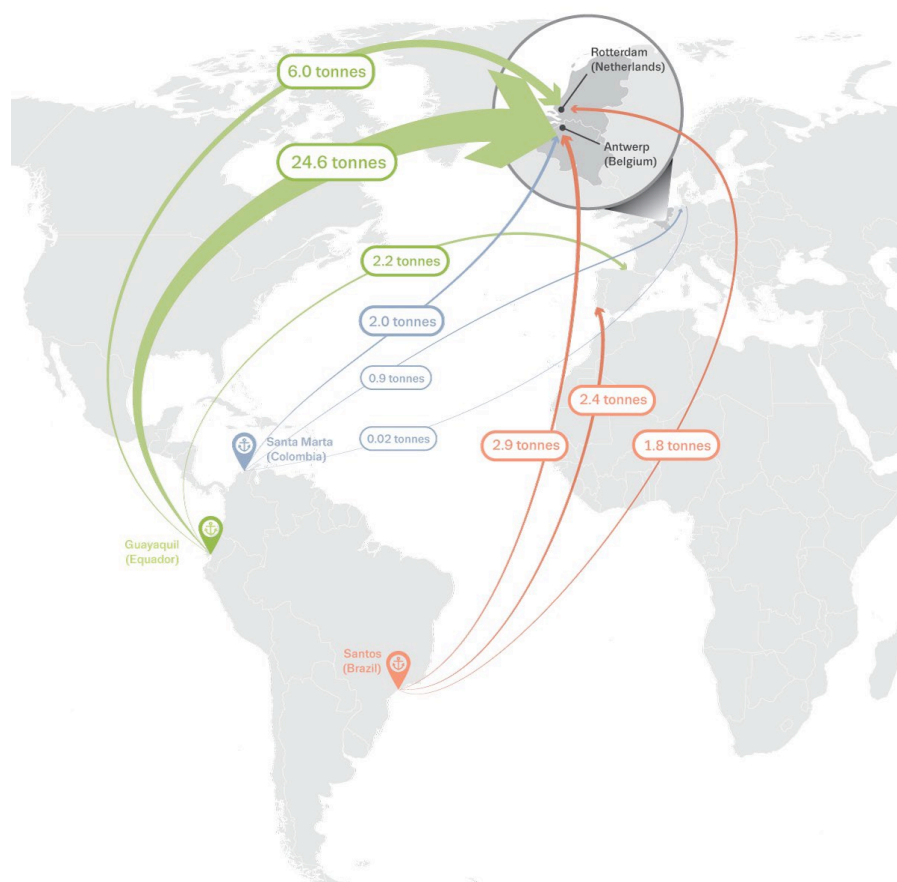 Rotterdam
(Netherlands)
6.0 tonnes
Antwerp
(Belgium)
24.6 tonnes
2.2 tonnes
2.0 tonnes
0.9 tonnes
2.4 tonnes
0.02 tonnes
2.9 tonnes
1.8 tonnes
Santa Marta
(Colombia)
Guayaquil
(Equador)
Santos
(Brazil)